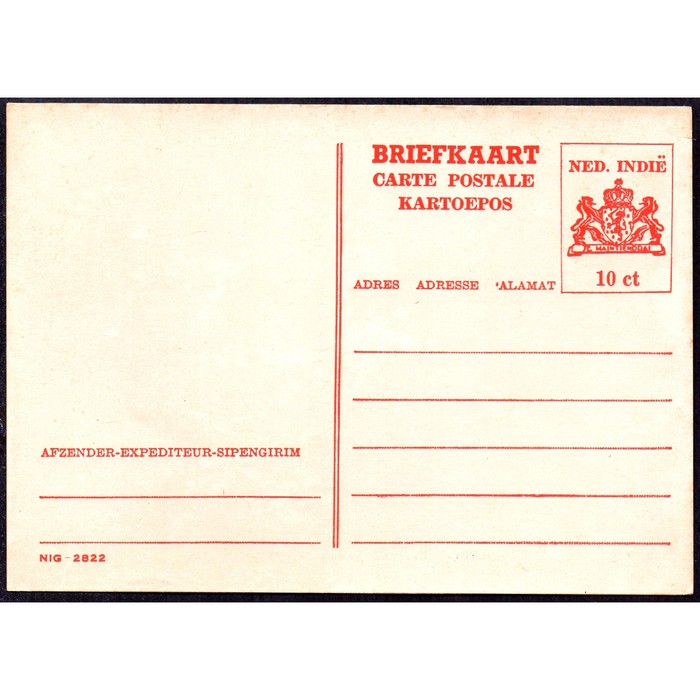 BRIEFKAART
CARTE POSTALE
KARTOEPOS
NED. INDIË
JE MAINTIENDRAI
10 ct
ADRES ADRESSE 'ALAMAT
AFZENDER-EXPEDITEUR-SIPENGIRIM
NIG - 2822